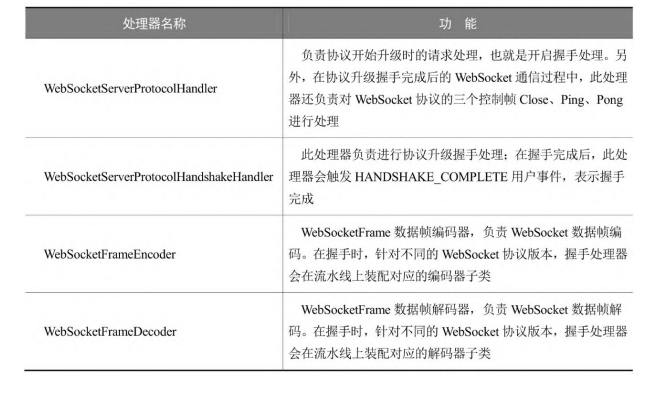 处理器名称 功 能
WebSocketServerProtocolHandler
负责协议开始升级时的请求处理，也就是开启握手处理。另
外，在协议升级握手完成后的 WebSocket 通信过程中，此处理
器还负责对 WebSocket 协议的三个控制帧 Close、Ping、Pong
进行处理
WebSocketServerProtocolHandshakeHandler
此处理器负责进行协议升级握手处理；在握手完成后，此处
理器会触发 HANDSHAKE_COMPLETE 用户事件，表示握手
完成
WebSocketFrameEncoder
WebSocketFrame 数据帧编码器，负责 WebSocket 数据帧编
码。在握手时，针对不同的 WebSocket 协议版本，握手处理器
会在流水线上装配对应的编码器子类
WebSocketFrameDecoder
WebSocketFrame 数据帧解码器，负责 WebSocket 数据帧解
码。在握手时，针对不同的 WebSocket 协议版本，握手处理器
会在流水线上装配对应的解码器子类